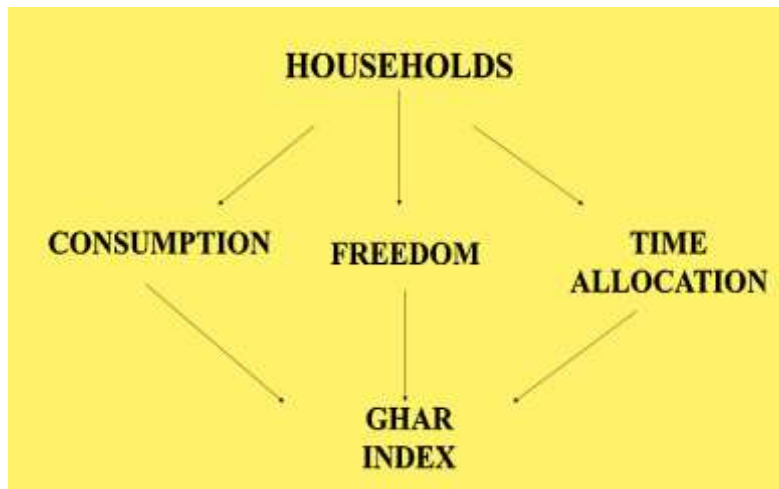 HOUSEHOLDS
CONSUMPTION
FREEDOM
TIME
ALLOCATION
GHAR
INDEX